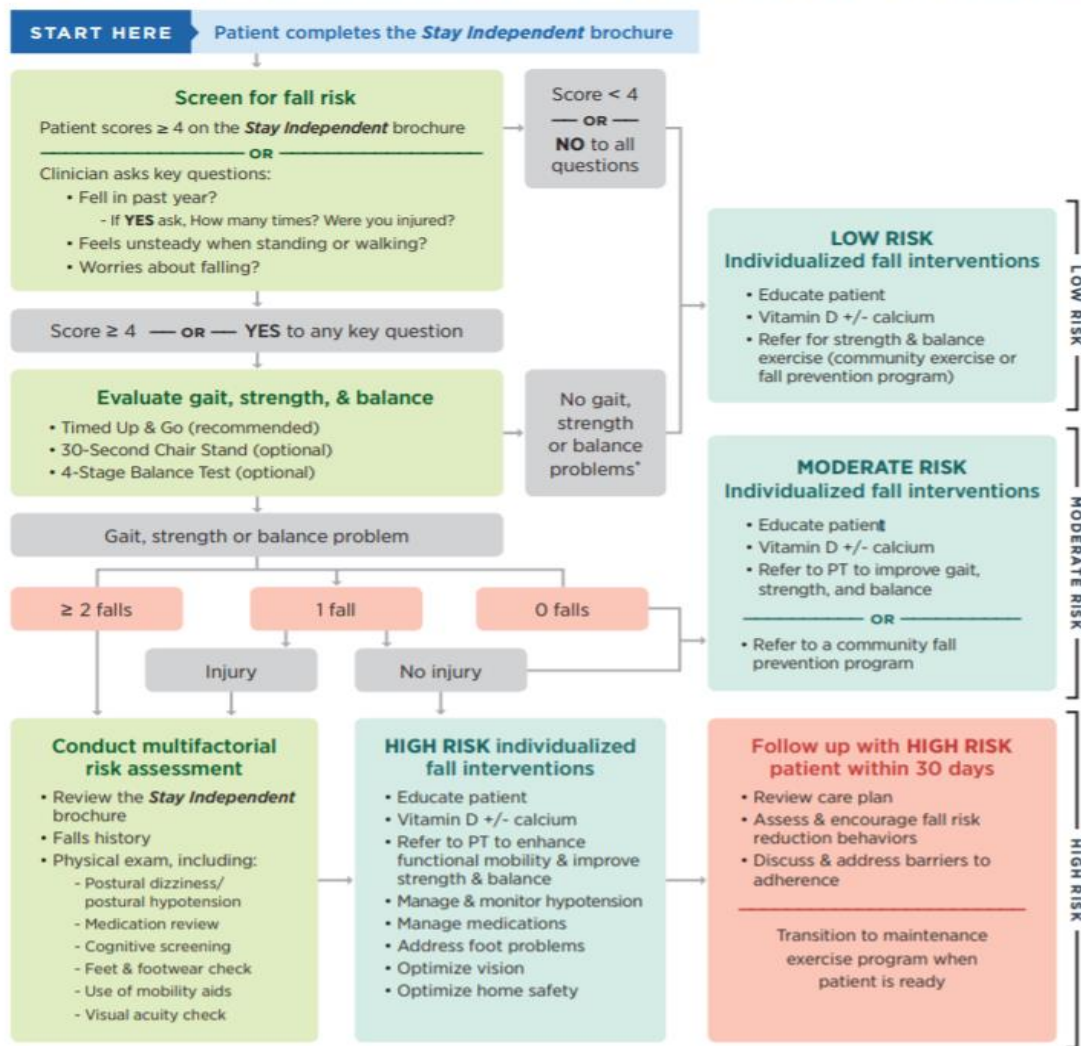 START HERE
Patient completes the Stay Independent brochure
Screen for fall risk
Patient scores ≥ 4 on the Stay Independent brochure
OR
Clinician asks key questions:
• Fell in past year?
- If YES ask, How many times? Were you injured?
• Feels unsteady when standing or walking?
• Worries about falling?
Score < 4
OR
NO to all
questions
Score ≥ 4 — OR — YES to any key question
Evaluate gait, strength, & balance
• Timed Up & Go (recommended)
• 30-Second Chair Stand (optional)
• 4-Stage Balance Test (optional)
No gait,
strength
or balance
problems*
LOW RISK
Individualized fall interventions
• Educate patient
• Vitamin D +/- calcium
• Refer for strength & balance
exercise (community exercise or
fall prevention program)
LOW RISK
Gait, strength or balance problem
≥ 2 falls
1 fall
0 falls
Injury
No injury
MODERATE RISK
Individualized fall interventions
• Educate patient
• Vitamin D +/- calcium
• Refer to PT to improve gait,
strength, and balance
OR
• Refer to a community fall
prevention program
MODERATE RISK
Conduct multifactorial
risk assessment
• Review the Stay Independent
brochure
• Falls history
• Physical exam, including:
- Postural dizziness/
postural hypotension
- Medication review
- Cognitive screening
- Feet & footwear check
- Use of mobility aids
- Visual acuity check
HIGH RISK individualized
fall interventions
• Educate patient
• Vitamin D +/- calcium
• Refer to PT to enhance
functional mobility & improve
strength & balance
• Manage & monitor hypotension
• Manage medications
• Address foot problems
• Optimize vision
• Optimize home safety
Follow up with HIGH RISK
patient within 30 days
• Review care plan
• Assess & encourage fall risk
reduction behaviors
• Discuss & address barriers to
adherence
Transition to maintenance
exercise program when
patient is ready
HIGH RISK